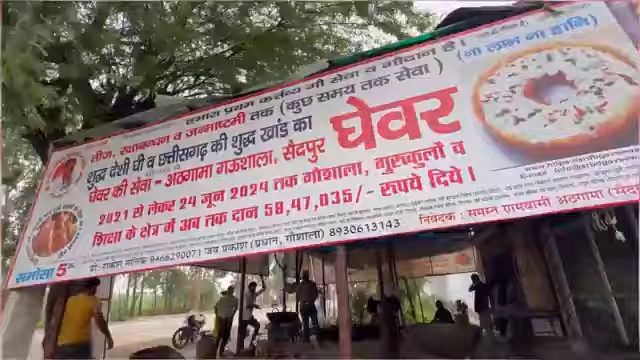 हमारा प्रथम कर्त्तव्य गौ सेवा व गौदान है।
तीज, रक्षाबन्धन व जन्माष्टमी तक (कुछ समय तक सेवा) (ना लाभ ना हानि)
शुद्ध देशी घी व छत्तीसगढ़ की शुद्ध खांड का
घेवर
घेवर की सेवा - अठगामा गऊशाला, सैदपुर
2021 से लेकर 24 जून 2024 तक गौशाला, गुरुकुलों व
शिक्षा के क्षेत्र में अब तक दान 58,47,035/- रुपये दिये।
समोसा 5
प्रो. राकेश मलिक 9466290071 जय प्रकाश (प्रधान, गौशाला) 8930613143
निवेदक : समस्त ग्रामवासी अठगामा